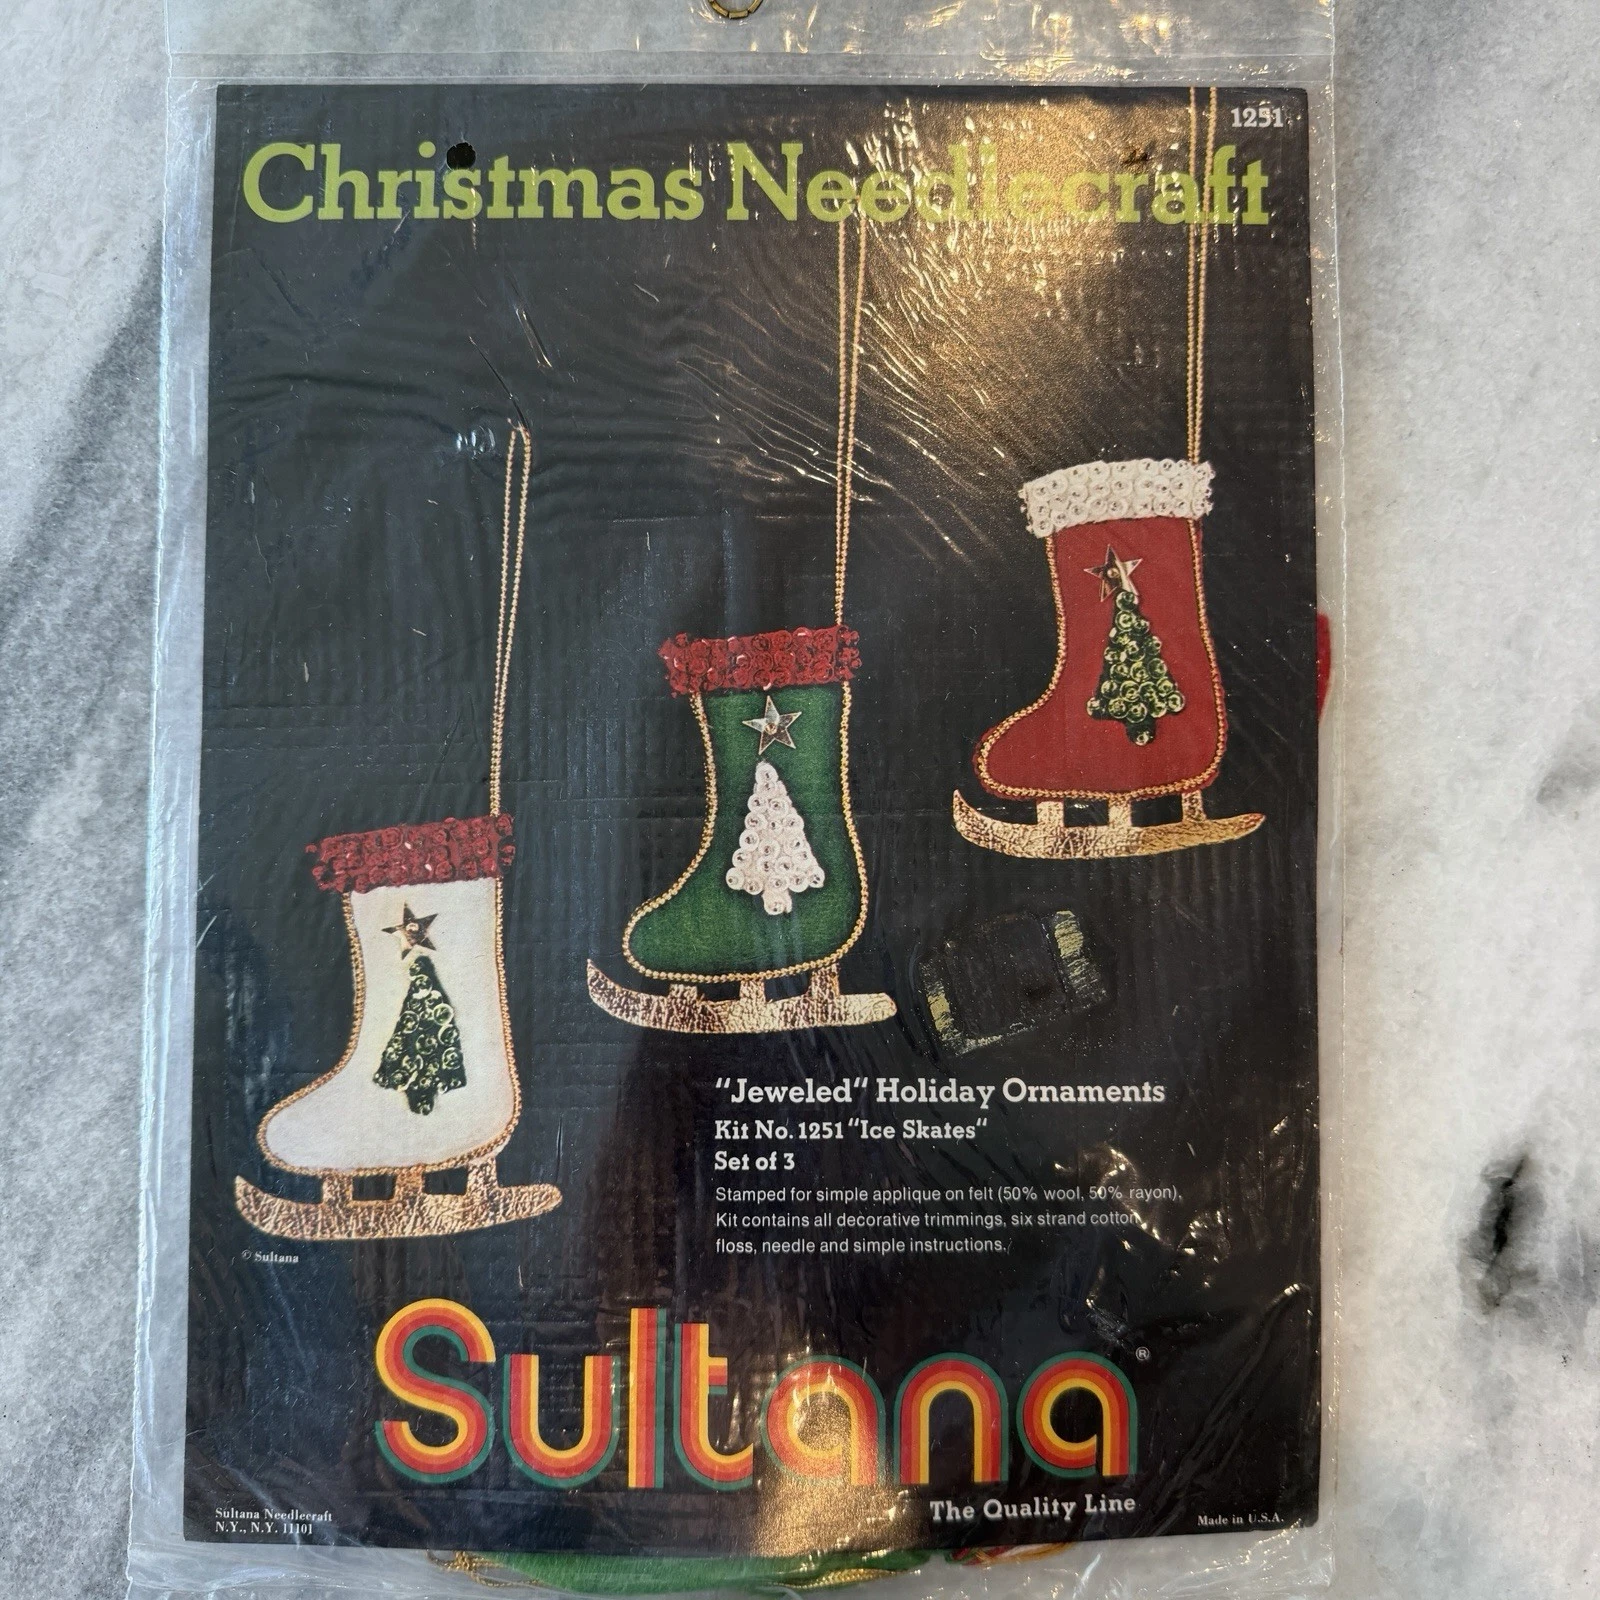 1251
Christmas Needlecraft
“Jeweled“ Holiday Ornaments
Kit No. 1251 “Ice Skates“
Set of 3
Stamped for simple applique on felt (50% wool, 50% rayon).
Kit contains all decorative trimmings, six strand cotton
floss, needle and simple instructions.
© Sultana
Sultana®
The Quality Line
Sultana Needlecraft
N.Y., N.Y. 11101
Made in U.S.A.